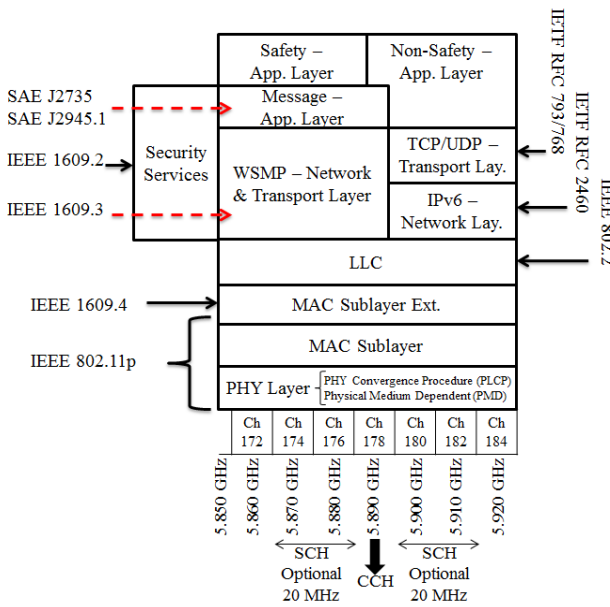 Safety –
App. Layer
Non-Safety –
App. Layer
IETF RFC 793/768
IETF RFC 2460
IEEE 802.2
SAE J2735
SAE J2945.1
Message –
App. Layer
IEEE 1609.2
Security
Services
WSMP – Network
& Transport Layer
TCP/UDP –
Transport Lay.
IEEE 1609.3
IPv6 –
Network Lay.
LLC
IEEE 1609.4
MAC Sublayer Ext.
IEEE 802.11p
MAC Sublayer
PHY Layer
PHY Convergence Procedure (PLCP)
Physical Medium Dependent (PMD)
Ch
172
Ch
174
Ch
176
Ch
178
Ch
180
Ch
182
Ch
184
5.850 GHz
5.860 GHz
5.870 GHz
5.880 GHz
5.890 GHz
5.900 GHz
5.910 GHz
5.920 GHz
SCH
Optional
20 MHz
CCH
SCH
Optional
20 MHz